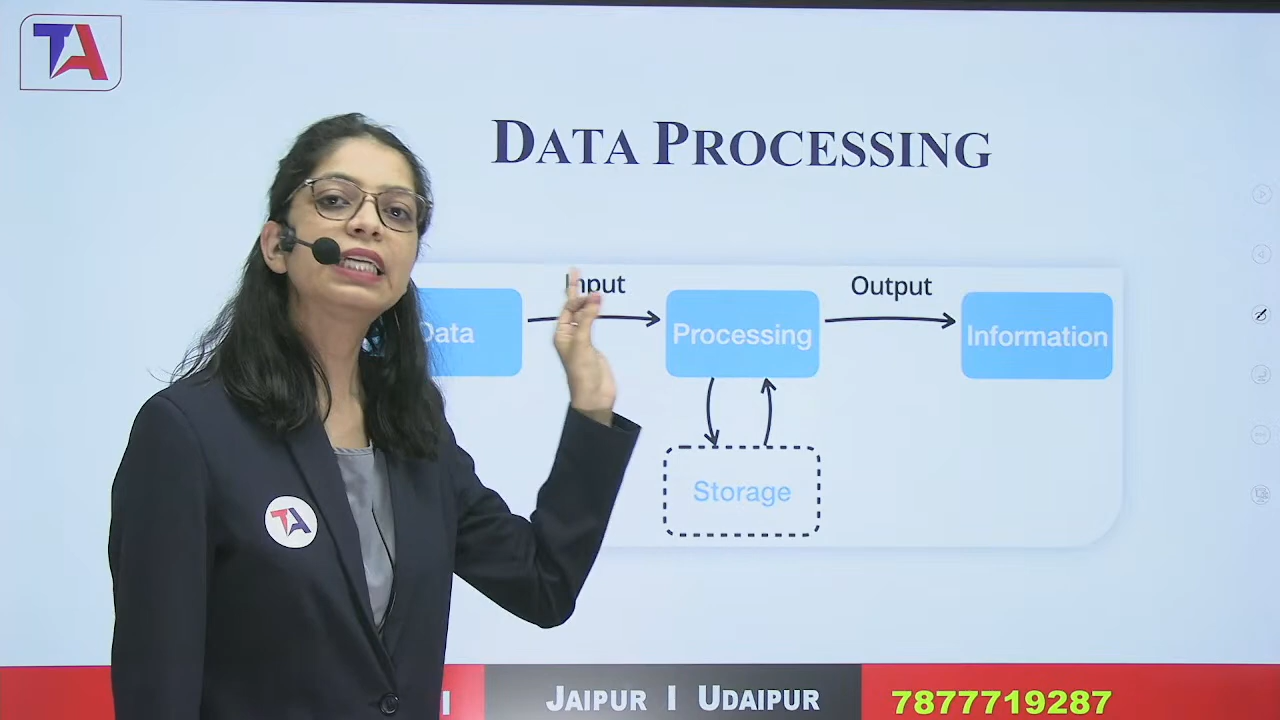 TA
DATA PROCESSING
Input
Output
Data
Processing
Information
Storage
TA
JAIPUR I UDAIPUR
7877719287